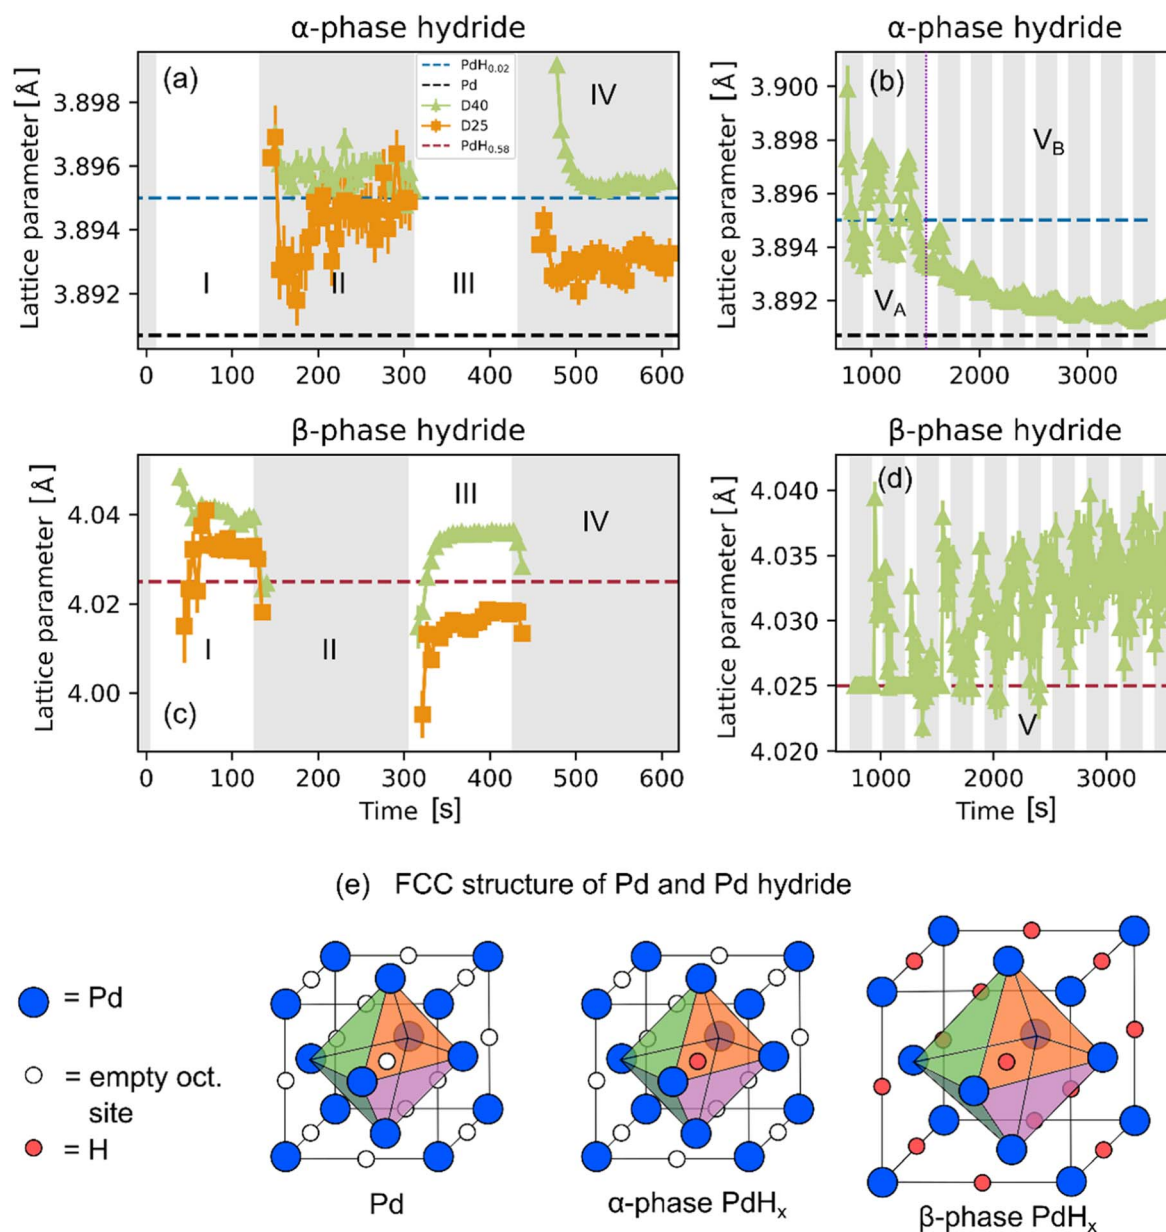 α-phase hydride
Lattice parameter [Å]
3.898
3.896
3.894
3.892
(a)
PdH0.02
Pd
D40
D25
PdH0.58
I
II
III
IV
0
100
200
300
400
500
600
α-phase hydride
Lattice parameter [Å]
3.900
3.898
3.896
3.894
3.892
(b)
VB
VA
1000
2000
3000
β-phase hydride
Lattice parameter [Å]
4.04
4.02
4.00
I
II
III
IV
(c)
0
100
200
300
400
500
600
Time [s]
β-phase hydride
Lattice parameter [Å]
4.040
4.035
4.030
4.025
4.020
(d)
V
1000
2000
3000
Time [s]
(e) FCC structure of Pd and Pd hydride
= Pd
= empty oct.
site
= H
Pd
α-phase PdHx
β-phase PdHx